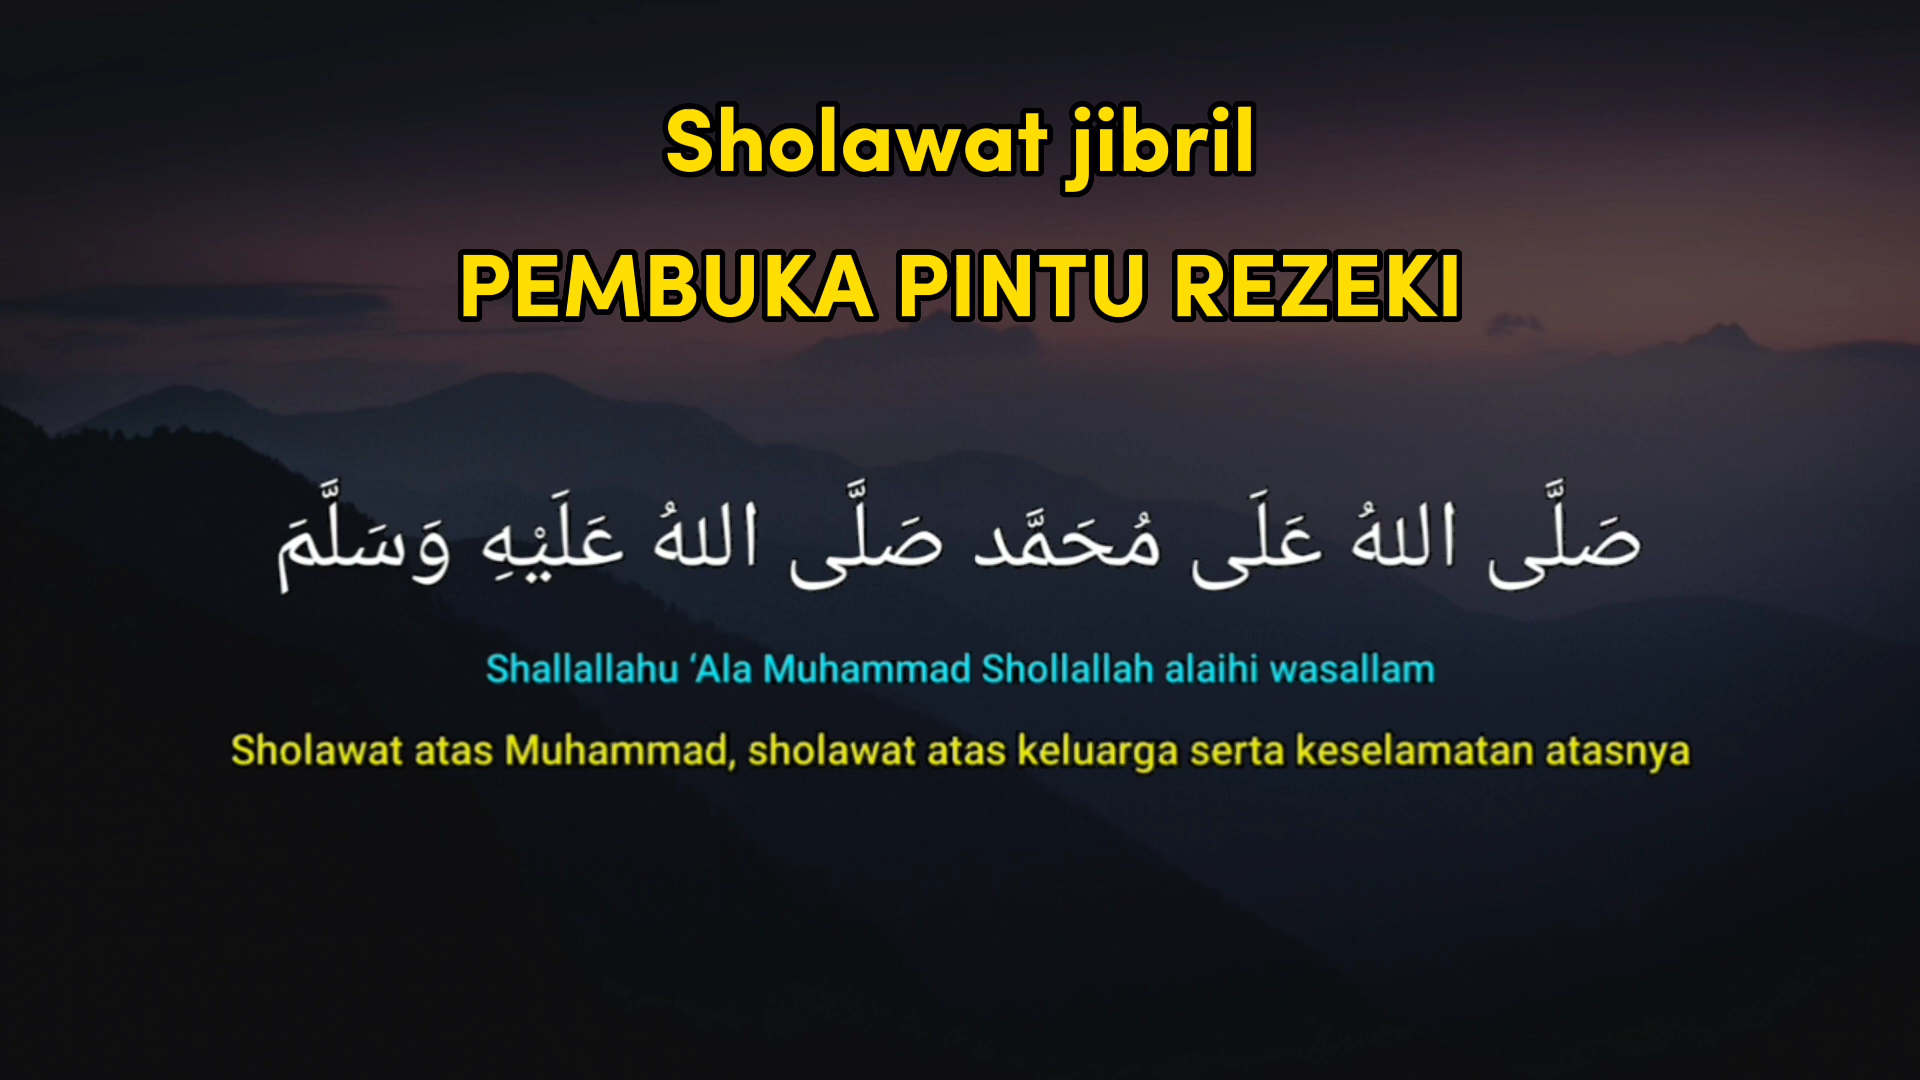 Sholawat jibril
PEMBUKA PINTU REZEKI
صَلَّى اللهُ عَلَى مُحَمَّد صَلَّى اللهُ عَلَيْهِ وَسَلَّمَ
Shallallahu ‘Ala Muhammad Shollallah alaihi wasallam
Sholawat atas Muhammad, sholawat atas keluarga serta keselamatan atasnya